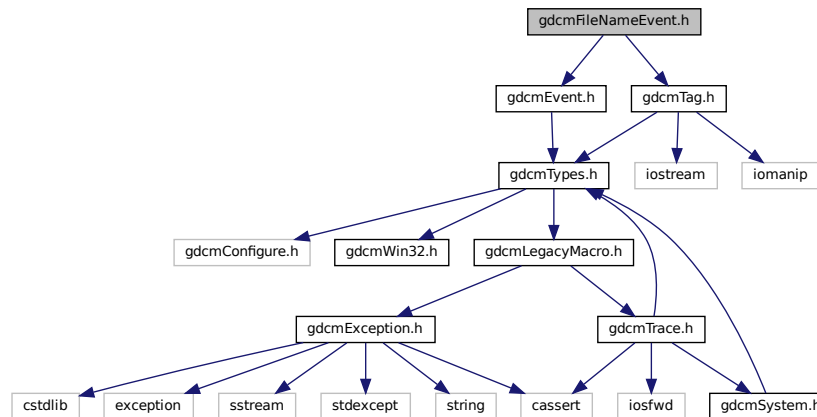 gdcmFileNameEvent.h
gdcmEvent.h
gdcmTag.h
gdcmTypes.h
iostream
iomanip
gdcmConfigure.h
gdcmWin32.h
gdcmLegacyMacro.h
gdcmException.h
gdcmTrace.h
cstdlib
exception
sstream
stdexcept
string
cassert
iosfwd
gdcmSystem.h